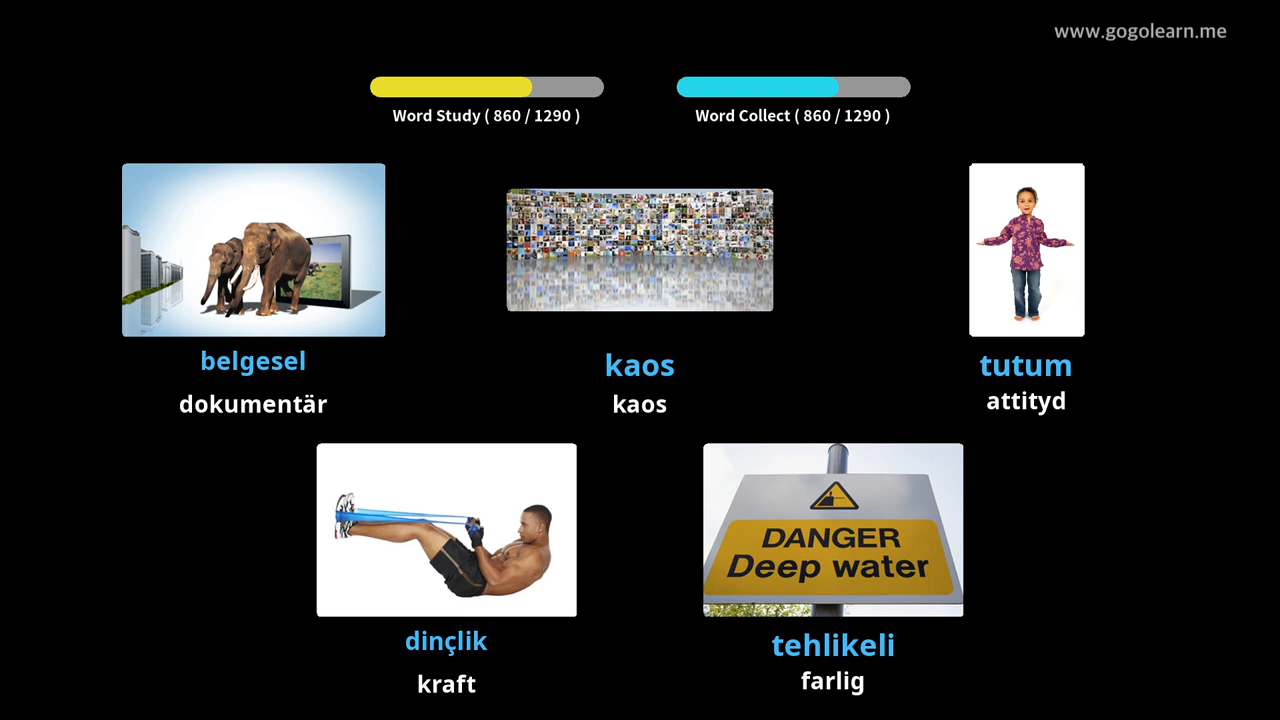 www.gogolearn.me
Word Study ( 860 / 1290 )
Word Collect ( 860 / 1290 )
belgesel
dokumentär
kaos
kaos
tutum
attityd
DANGER
Deep water
dinçlik
kraft
tehlikeli
farlig